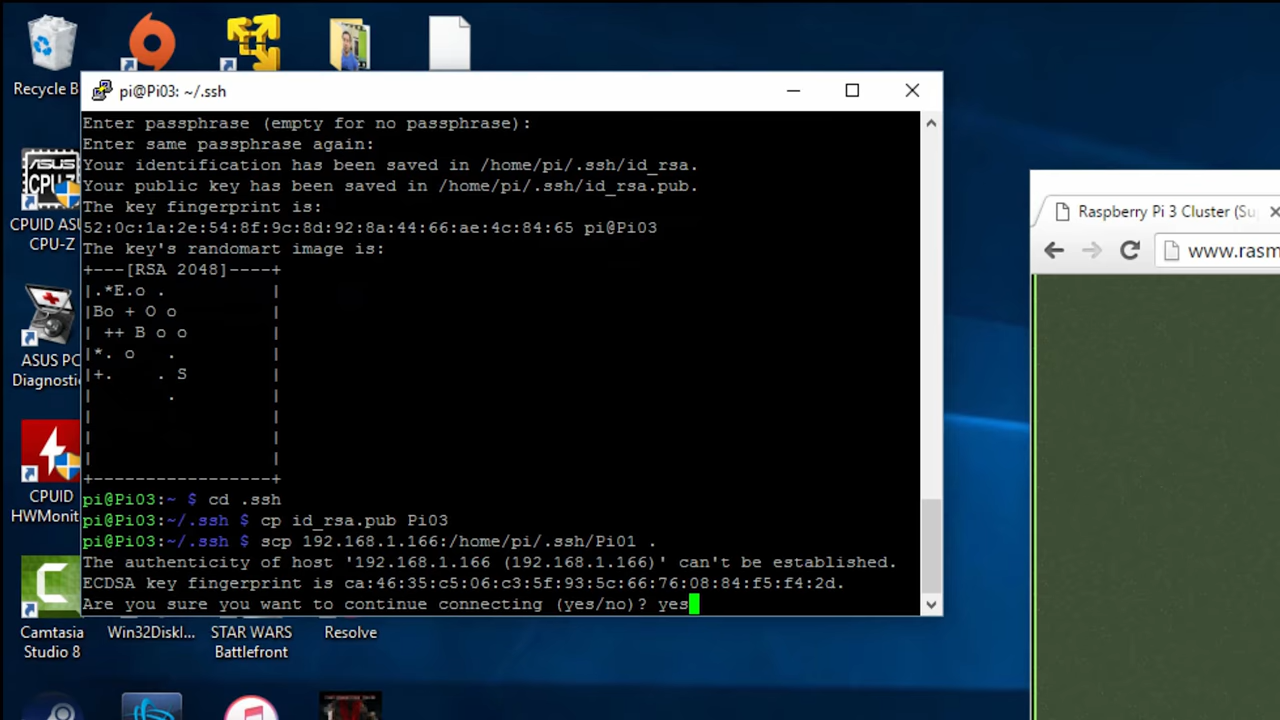 Recycle B
pi@Pi03: ~/.ssh
Enter passphrase (empty for no passphrase):
Enter same passphrase again:
Your identification has been saved in /home/pi/.ssh/id_rsa.
Your public key has been saved in /home/pi/.ssh/id_rsa.pub.
The key fingerprint is:
52:0c:1a:2e:54:8f:9c:8d:92:8a:44:66:ae:4c:84:65 pi@Pi03
The key's randomart image is:
+---[RSA 2048]----+
|.*E.o .          |
|Bo + O o         |
| ++ B o o        |
|*. o   .         |
|+.    . S        |
|       .         |
|                 |
|                 |
|                 |
+-----------------+
pi@Pi03:~ $ cd .ssh
pi@Pi03:~/.ssh $ cp id_rsa.pub Pi03
pi@Pi03:~/.ssh $ scp 192.168.1.166:/home/pi/.ssh/Pi01 .
The authenticity of host '192.168.1.166 (192.168.1.166)' can't be established.
ECDSA key fingerprint is ca:46:35:c5:06:c3:5f:93:5c:66:76:08:84:f5:f4:2d.
Are you sure you want to continue connecting (yes/no)? yes
ASUS
CPU-Z
CPUID ASU
CPU-Z
ASUS PC
Diagnostic
CPUID
HWMonit
Camtasia
Studio 8
Win32DiskI...
STAR WARS
Battlefront
Resolve
Raspberry Pi 3 Cluster (Su
www.rasm